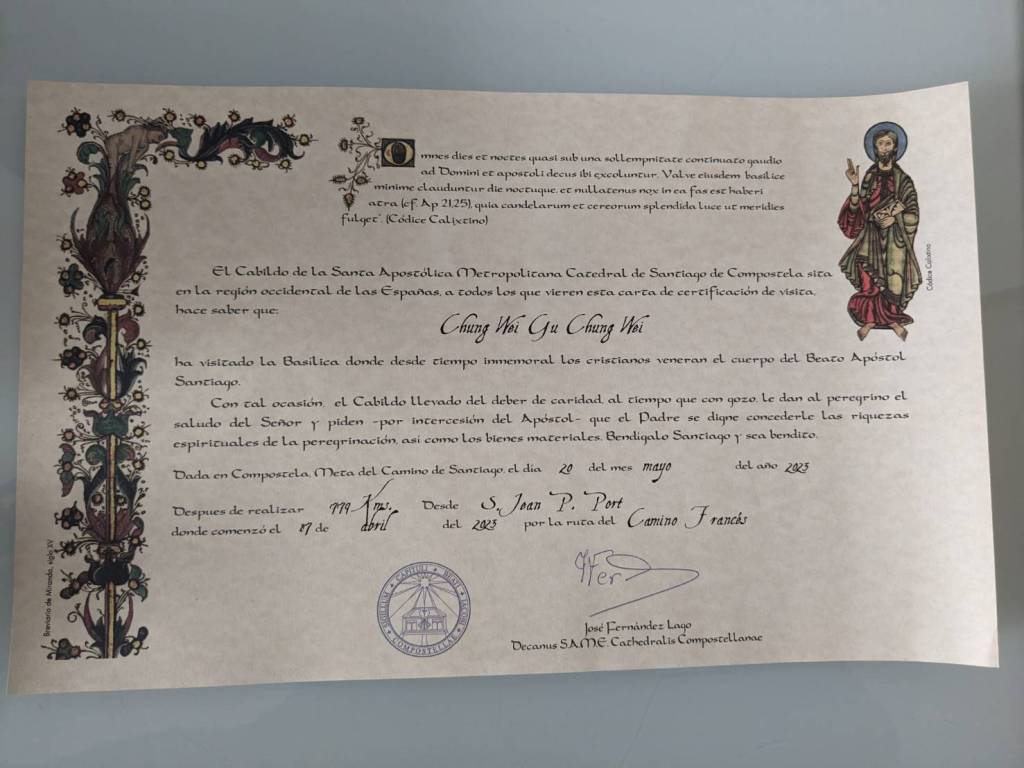 Omnes dies et noctes quasi sub una sollempnitate continuato gaudio
ad Domini et apostoli decus ibi excoluntur. Valve eiusdem basilice
minime clauduntur die noctuque, et nullatenus nox in ea fas est haberi
atra (cf. Ap 21,25), quia candelarum et cereorum splendida luce ut meridies
fulget". (Códice Calixtino)
Códice Calixtino
El Cabildo de la Santa Apostólica Metropolitana Catedral de Santiago de Compostela sita
en la región occidental de las Españas, a todos los que vieren esta carta de certificación de visita,
hace saber que:
Chung Wei Gu Chung Wei
ha visitado la Basílica donde desde tiempo inmemoral los cristianos veneran el cuerpo del Beato Apóstol
Santiago.
Con tal ocasión, el Cabildo llevado del deber de caridad, al tiempo que con gozo, le dan al peregrino el
saludo del Señor y piden -por intercesión del Apóstol- que el Padre se digne concederle las riquezas
espirituales de la peregrinación, asi como los bienes materiales. Bendígalo Santiago y sea bendito.
Dada en Compostela, Meta del Camino de Santiago, el día 20 del mes mayo del año 2023
Despues de realizar 779 Kms. Desde S. Jean P. Port
donde comenzó el 17 de abril del 2023 por la ruta del Camino Francés
Breviario de Miranda, siglo XV
SIGILLUM CAPITULI BEATI JACOBI COMPOSTELLAE
José Fernández Lago
Decanus S.A.M.E. Cathedralis Compostellanae